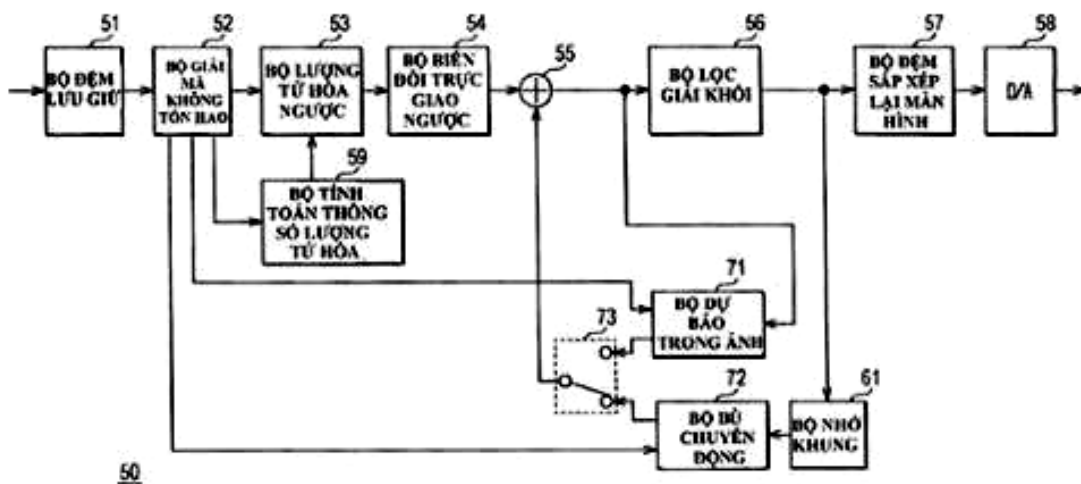 51
52
53
54
55
56
57
58
BỘ ĐỆM
LƯU GIỮ
BỘ GIẢI
MÃ
KHÔNG
TỔN HAO
BỘ LƯỢNG
TỬ HÓA
NGƯỢC
BỘ BIẾN
ĐỔI TRỰC
GIAO
NGƯỢC
BỘ LỌC
GIẢI KHỐI
BỘ ĐỆM
SẮP XẾP
LẠI MÀN
HÌNH
D/A
59
BỘ TÍNH
TOÁN THÔNG
SỐ LƯỢNG
TỬ HÓA
71
BỘ DỰ
BÁO
TRONG ẢNH
73
72
BỘ BÙ
CHUYỂN
ĐỘNG
61
BỘ NHỚ
KHUNG
50